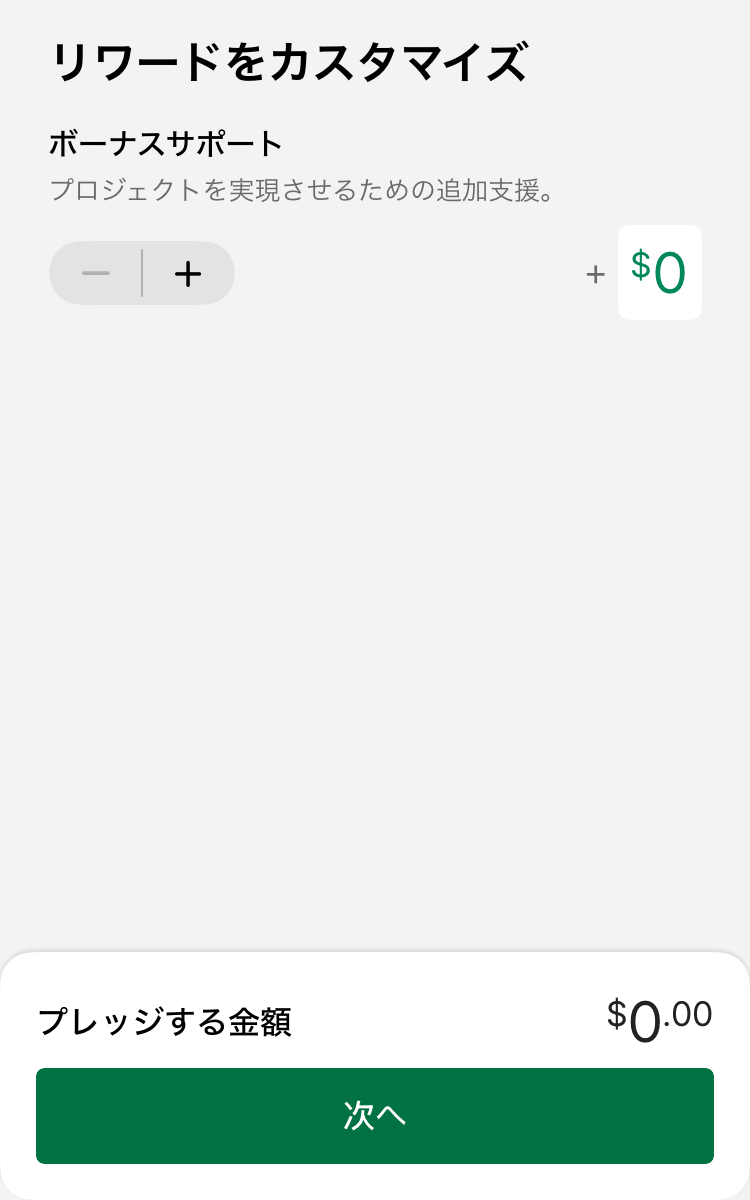 リワードをカスタマイズ
ボーナスサポート
プロジェクトを実現させるための追加支援。
+ $0
プレッジする金額 $0.00
次へ